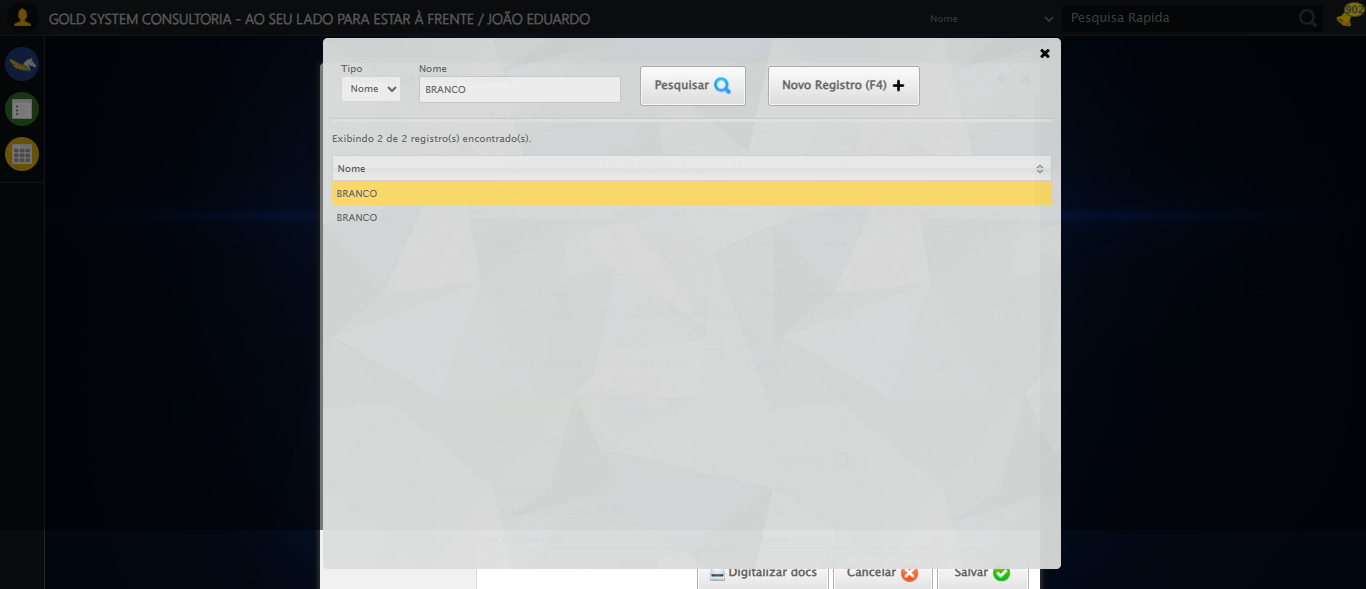 GOLD SYSTEM CONSULTORIA - AO SEU LADO PARA ESTAR À FRENTE / JOÃO EDUARDO
Nome
Pesquisa Rapida
902
Tipo
Nome
Nome
BRANCO
Pesquisar
Novo Registro (F4)
Exibindo 2 de 2 registro(s) encontrado(s).
Nome
BRANCO
BRANCO
Digitalizar docs
Cancelar
Salvar